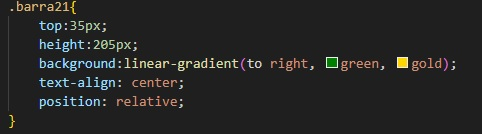 .barra21{
    top:35px;
    height:205px;
    background:linear-gradient(to right, green, gold);
    text-align: center;
    position: relative;
}